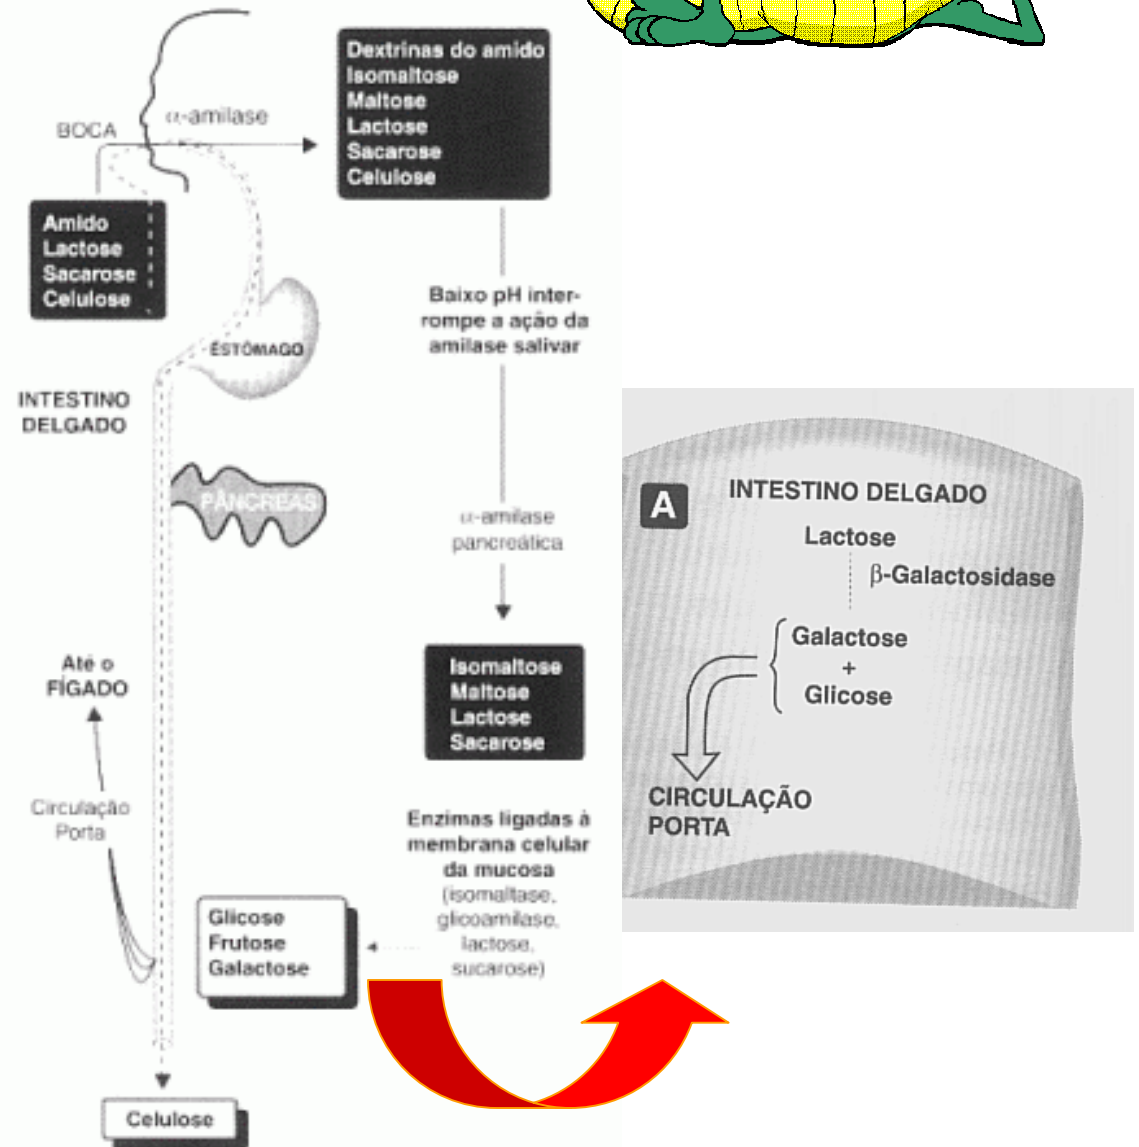 BOCA
α-amilase
Dextrinas do amido
Isomaltose
Maltose
Lactose
Sacarose
Celulose
Amido
Lactose
Sacarose
Celulose
Baixo pH inter-
rompe a ação da
amilase salivar
ESTÔMAGO
INTESTINO
DELGADO
PÂNCREAS
α-amilase
pancreática
Isomaltose
Maltose
Lactose
Sacarose
Até o
FÍGADO
Circulação
Porta
Enzimas ligadas à
membrana celular
da mucosa
(isomaltase,
glicoamilase,
lactose,
sucarose)
Glicose
Frutose
Galactose
Celulose
A
INTESTINO DELGADO
Lactose
β-Galactosidase
Galactose
+
Glicose
CIRCULAÇÃO
PORTA